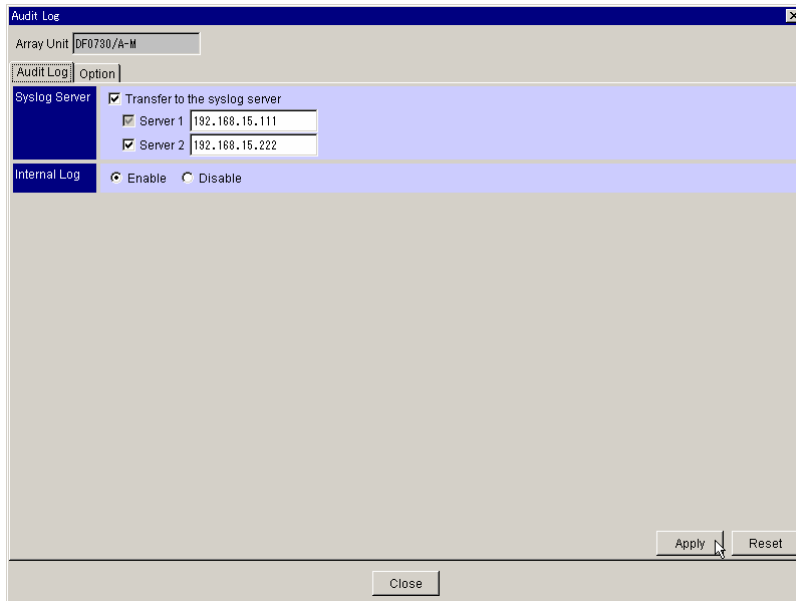 Audit Log
Array Unit DF0730/A-M
Audit Log Option
Syslog Server Transfer to the syslog server
Server 1 192.168.15.111
Server 2 192.168.15.222
Internal Log Enable Disable
Apply Reset
Close